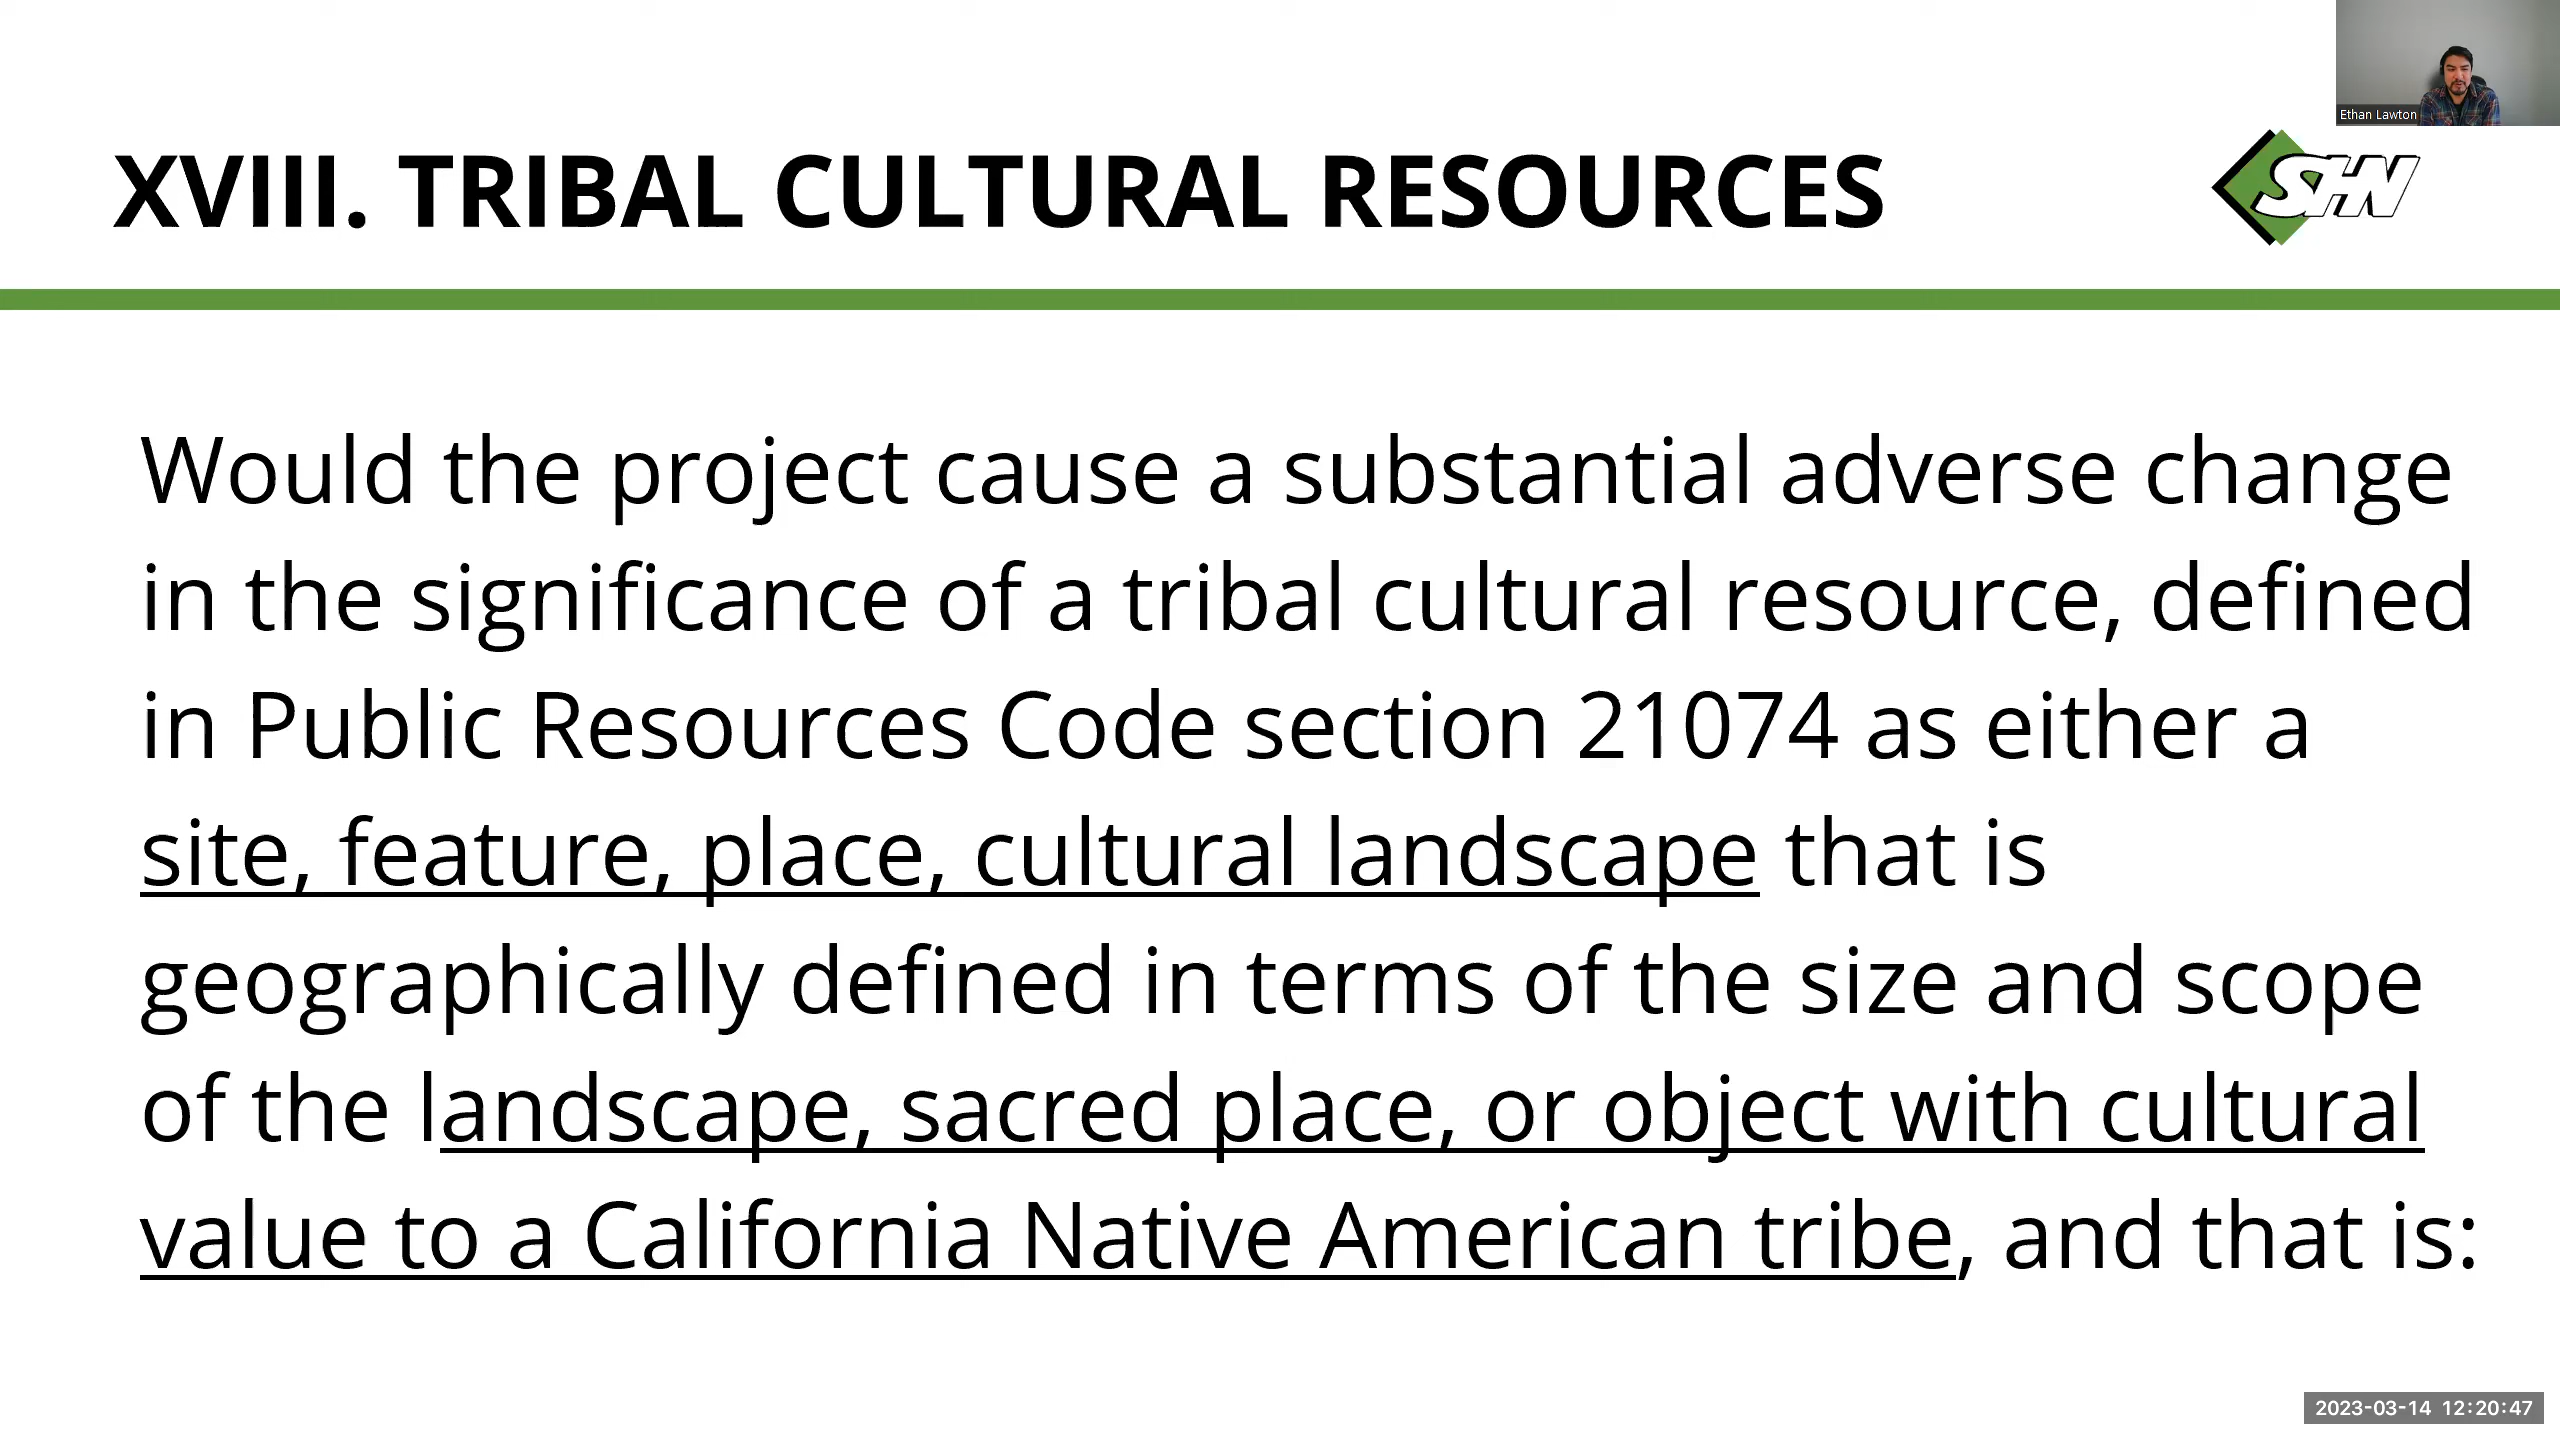 Ethan Lawton
XVIII. TRIBAL CULTURAL RESOURCES
SHN
Would the project cause a substantial adverse change
in the significance of a tribal cultural resource, defined
in Public Resources Code section 21074 as either a
site, feature, place, cultural landscape that is
geographically defined in terms of the size and scope
of the landscape, sacred place, or object with cultural
value to a California Native American tribe, and that is:
2023-03-14 12:20:47